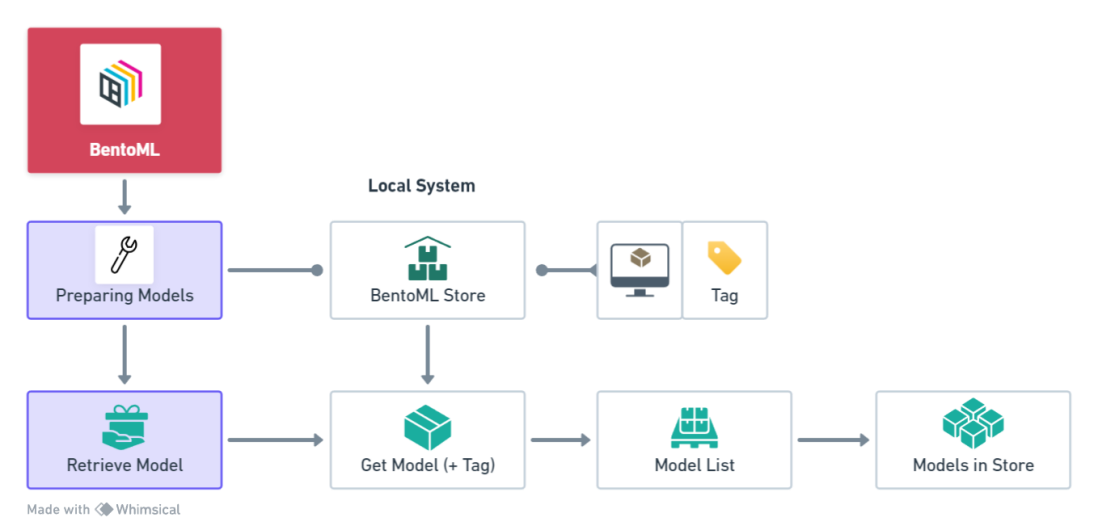 BentoML
Local System
Preparing Models
BentoML Store
Tag
Retrieve Model
Get Model (+ Tag)
Model List
Models in Store
Made with Whimsical